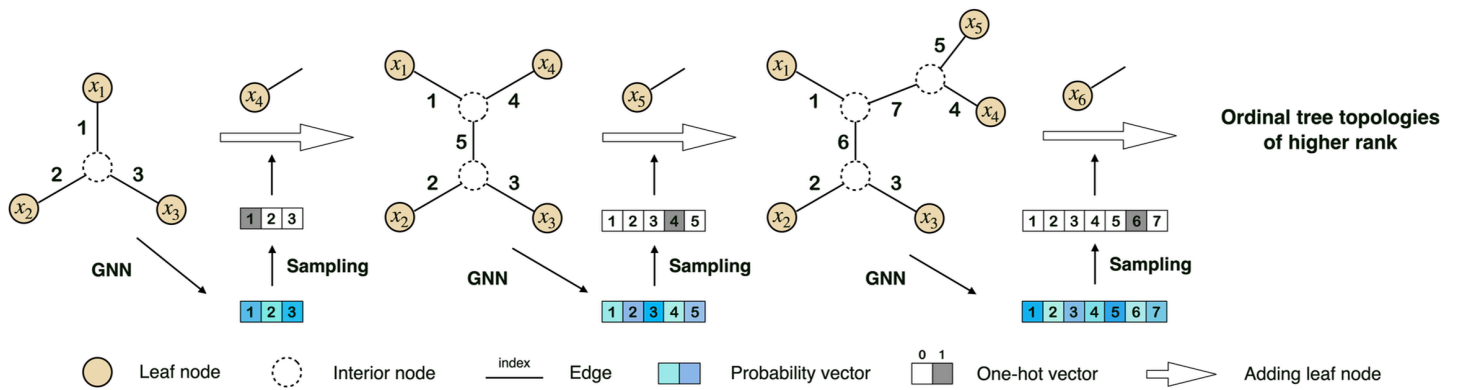 x₁
1
2
3
x₂
x₃
GNN
x₄
1 2 3
Sampling
1 2 3
x₁
x₄
1
4
5
2
3
x₂
x₃
GNN
x₅
1 2 3 4 5
Sampling
1 2 3 4 5
x₅
x₁
5
1
7
4
x₄
6
2
3
x₂
x₃
GNN
x₆
1 2 3 4 5 6 7
Sampling
1 2 3 4 5 6 7
Ordinal tree topologies
of higher rank
Leaf node
Interior node
index
Edge
Probability vector
0 1
One-hot vector
Adding leaf node